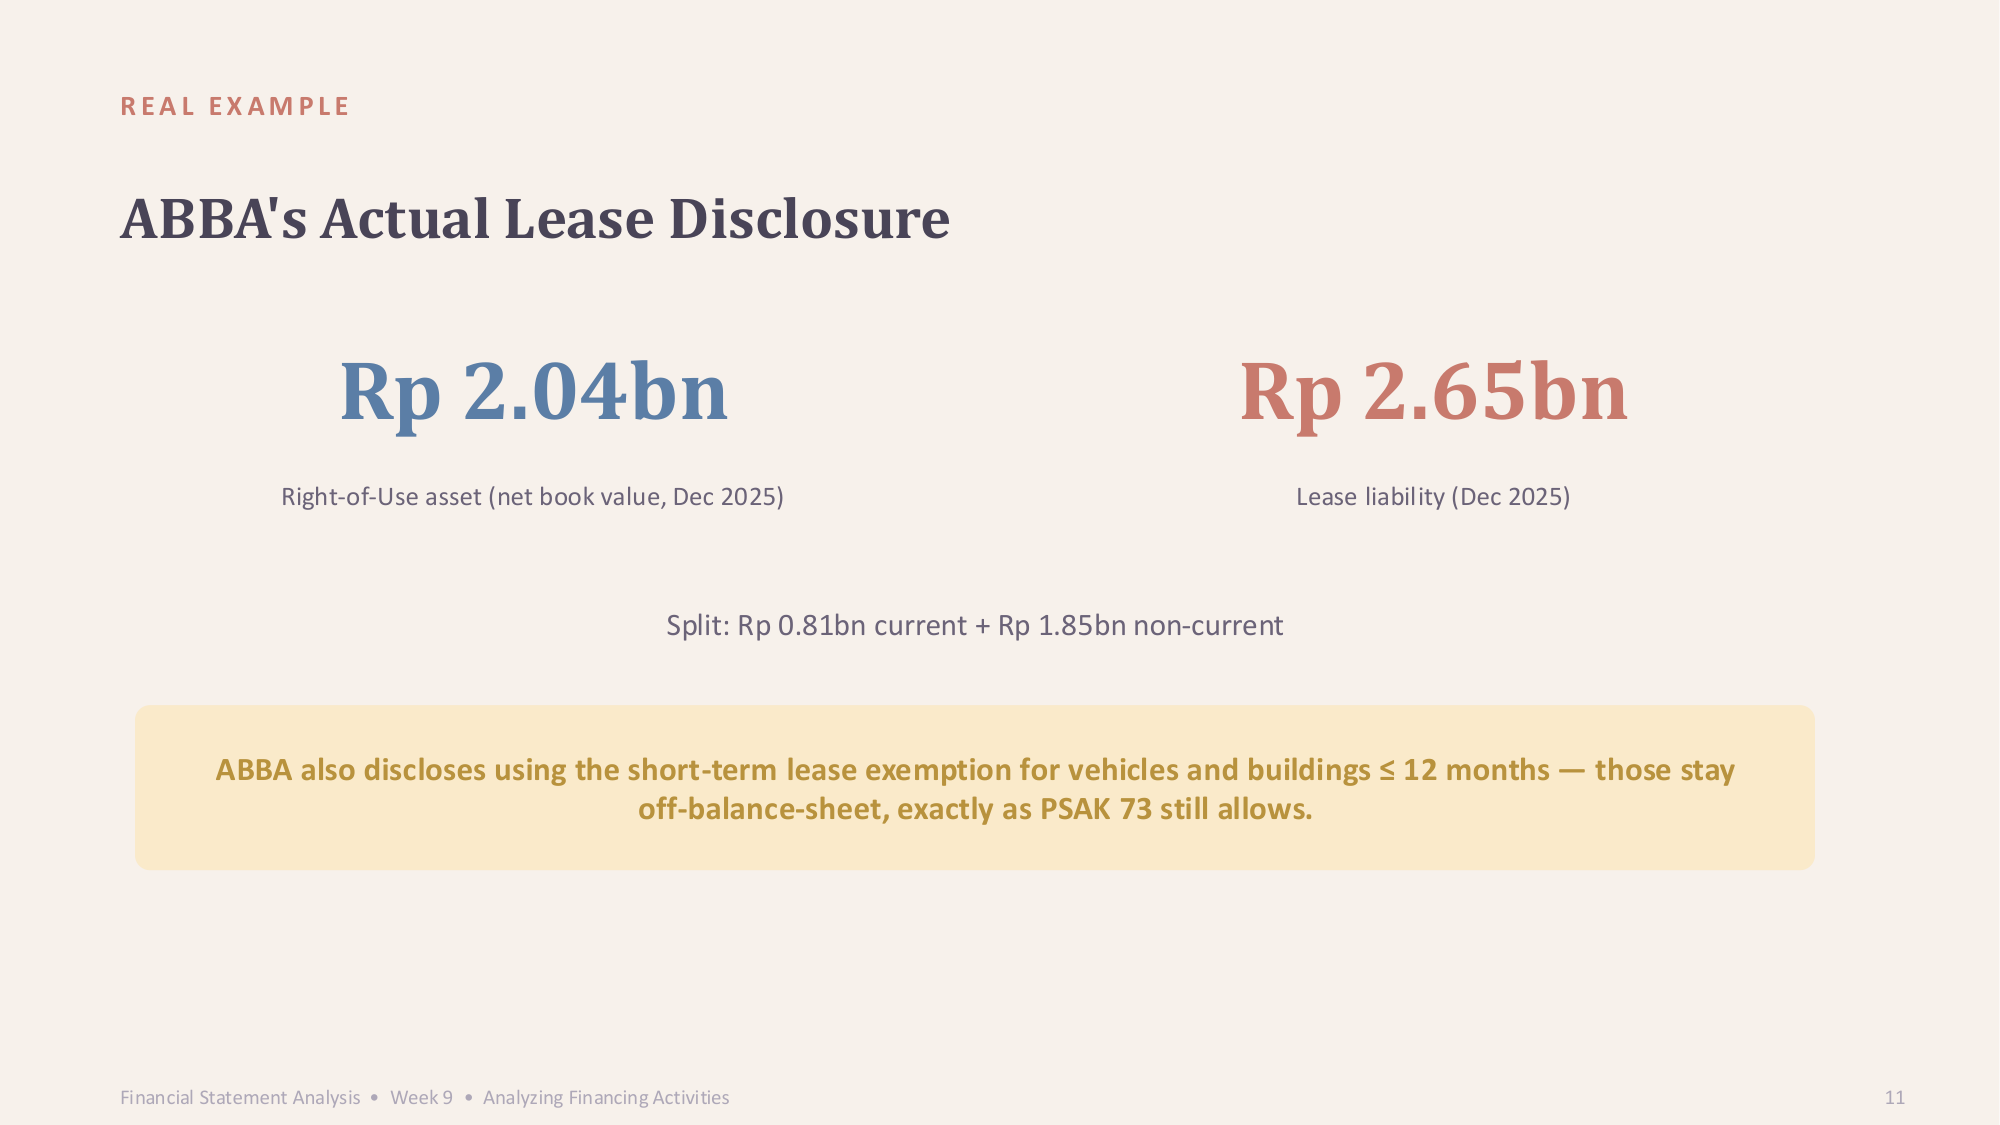 REAL EXAMPLE
ABBA's Actual Lease Disclosure
Rp 2.04bn
Right-of-Use asset (net book value, Dec 2025)
Rp 2.65bn
Lease liability (Dec 2025)
Split: Rp 0.81bn current + Rp 1.85bn non-current
ABBA also discloses using the short-term lease exemption for vehicles and buildings ≤ 12 months — those stay
off-balance-sheet, exactly as PSAK 73 still allows.
Financial Statement Analysis • Week 9 • Analyzing Financing Activities
11